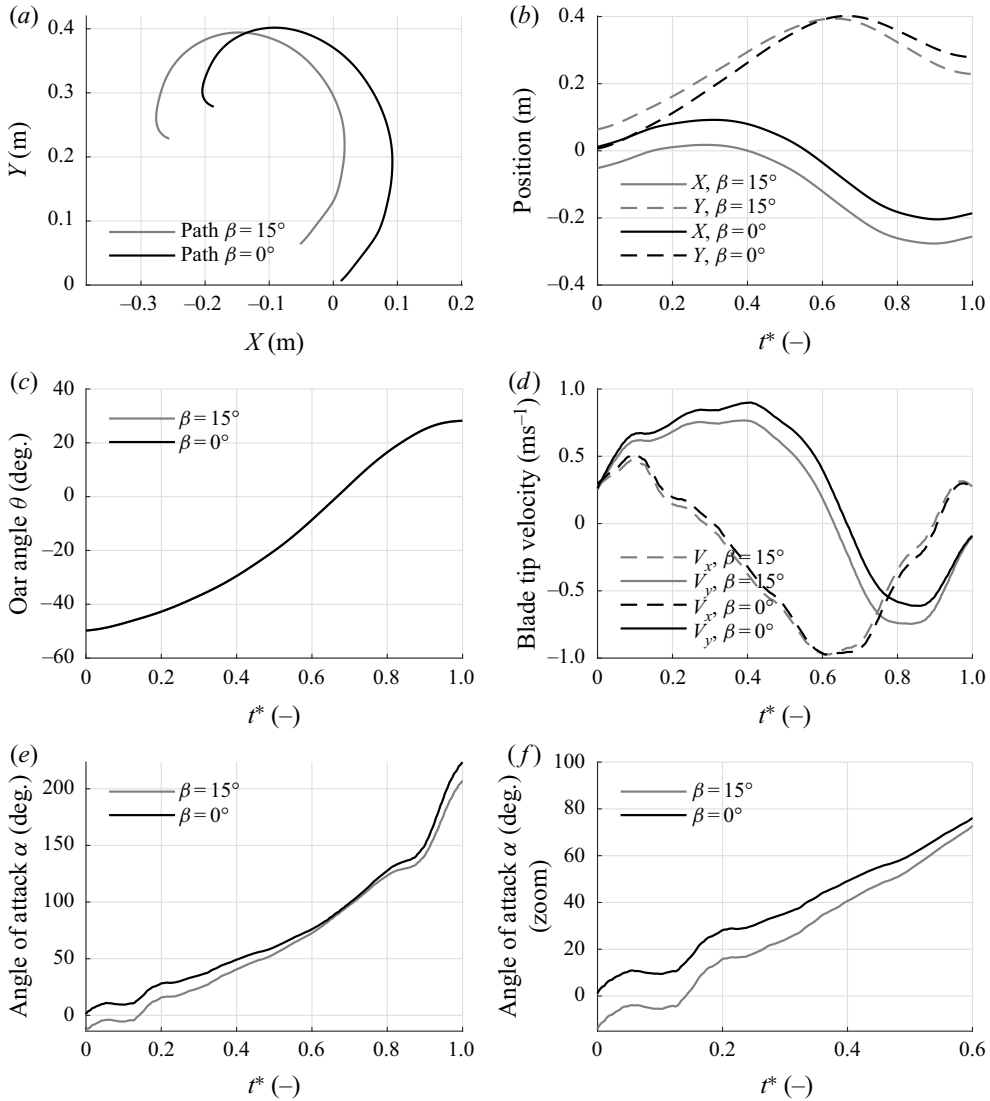 (a)
0.4
0.3
0.2
0.1
0
Y (m)
Path β = 15°
Path β = 0°
–0.3
–0.2
–0.1
0
0.1
0.2
X (m)
(b)
0.4
0.2
0
–0.2
–0.4
Position (m)
X, β = 15°
Y, β = 15°
X, β = 0°
Y, β = 0°
0
0.2
0.4
0.6
0.8
1.0
t* (–)
(c)
40
20
0
–20
–40
–60
Oar angle θ (deg.)
β = 15°
β = 0°
0
0.2
0.4
0.6
0.8
1.0
t* (–)
(d)
1.0
0.5
0
–0.5
–1.0
Blade tip velocity (ms⁻¹)
Vx, β = 15°
Vy, β = 15°
Vx, β = 0°
Vy, β = 0°
0
0.2
0.4
0.6
0.8
1.0
t* (–)
(e)
200
150
100
50
0
Angle of attack α (deg.)
β = 15°
β = 0°
0
0.2
0.4
0.6
0.8
1.0
t* (–)
(f)
100
80
60
40
20
0
Angle of attack α (deg.)
(zoom)
β = 15°
β = 0°
0
0.2
0.4
0.6
t* (–)